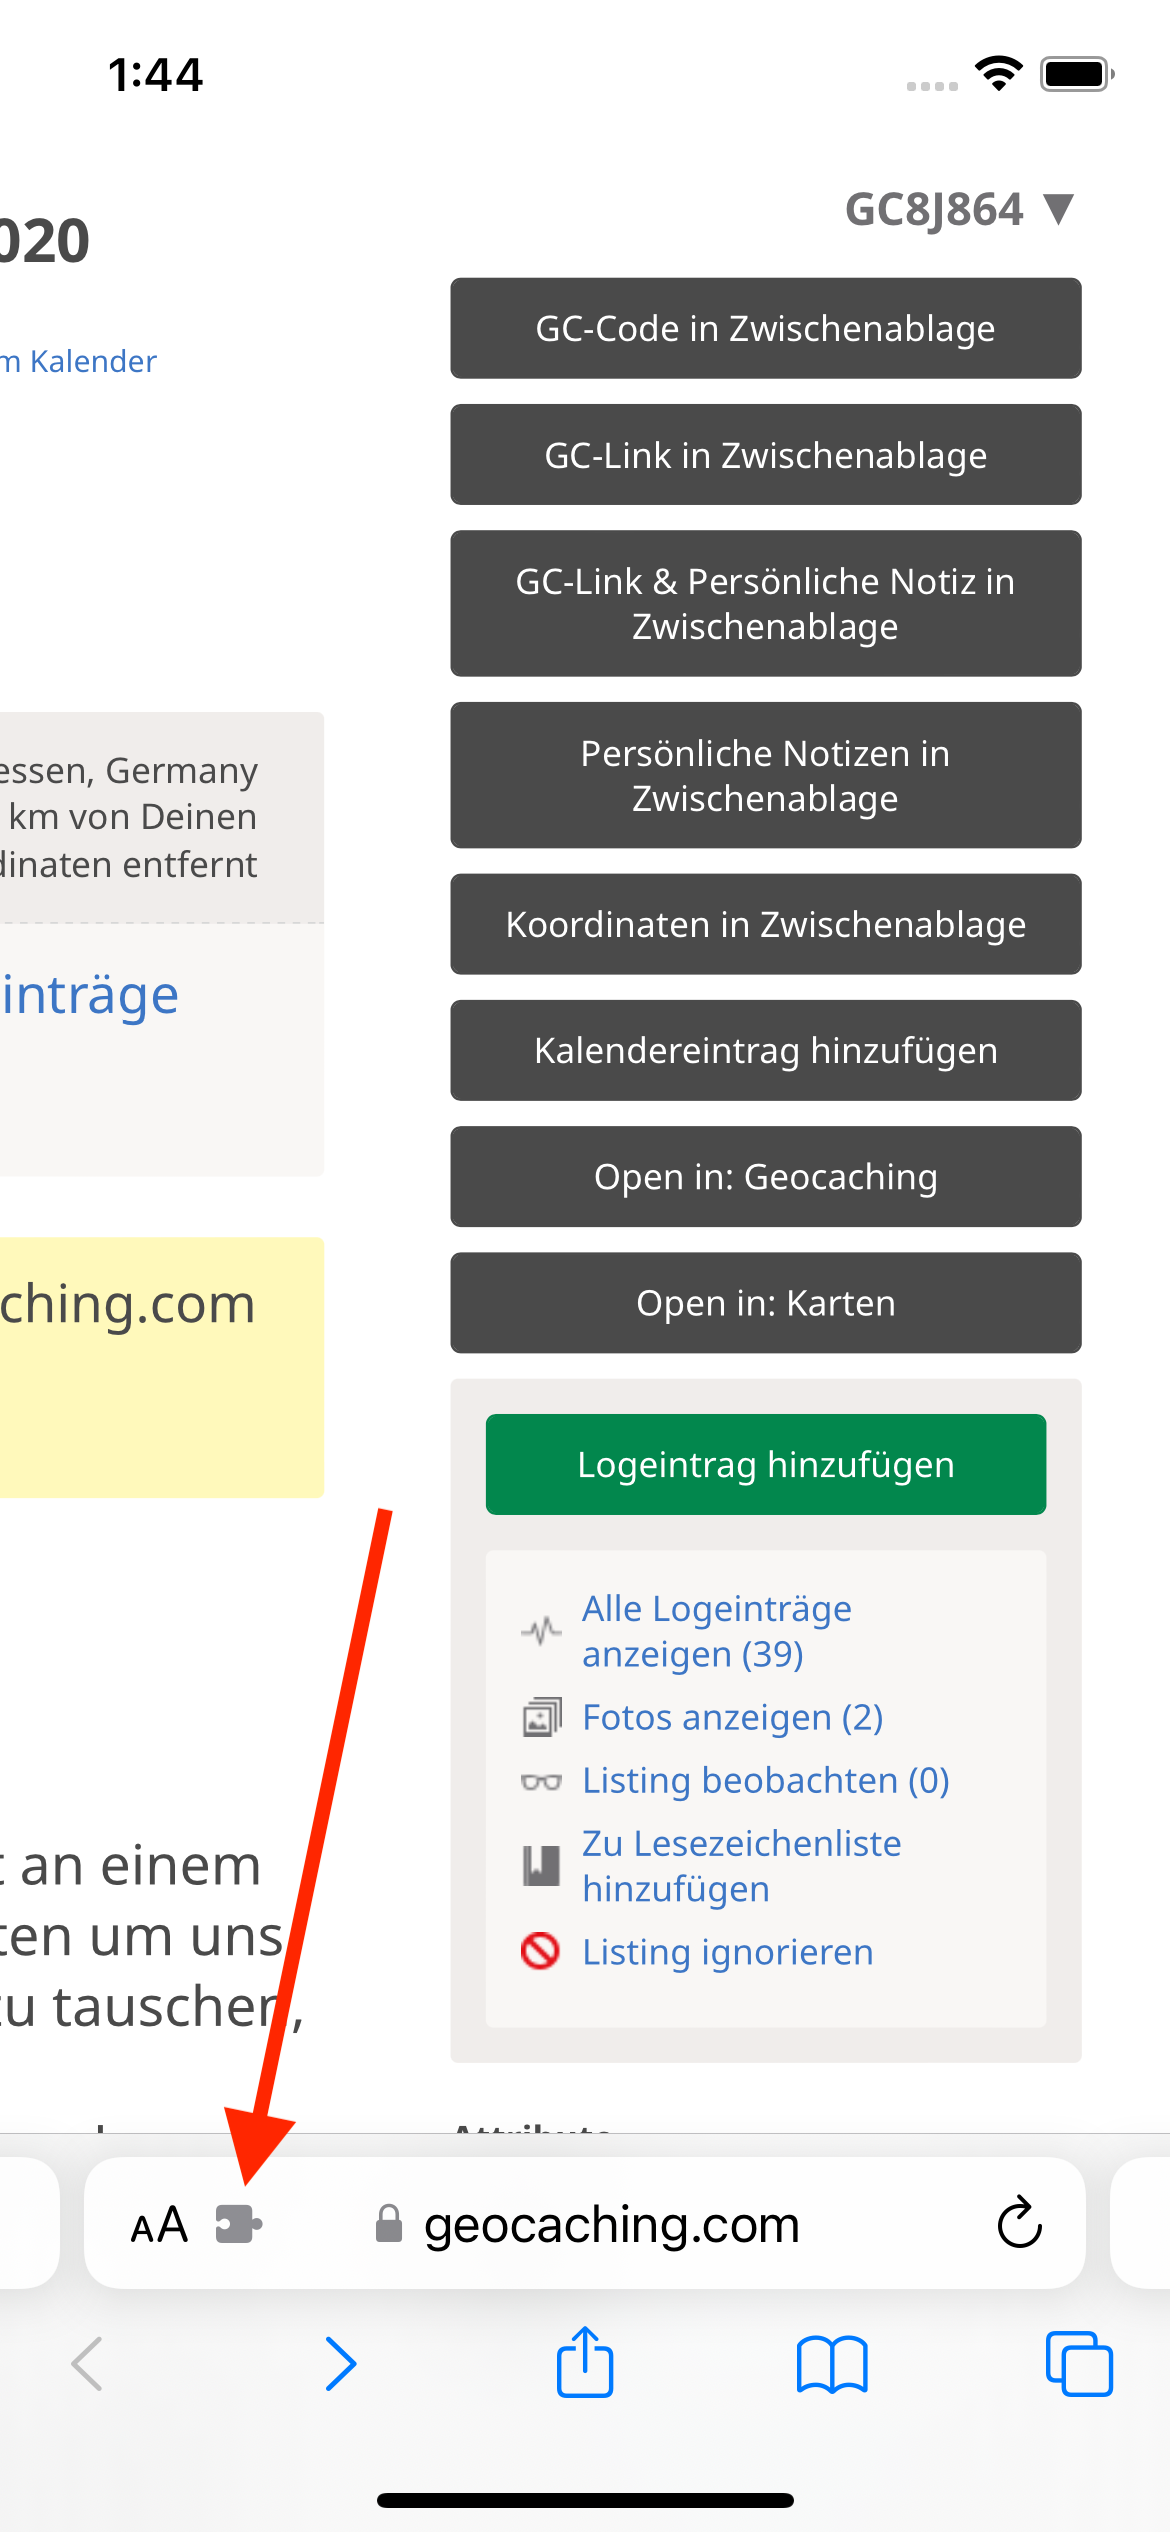 1:44
GC8J864 ▼
020
m Kalender
GC-Code in Zwischenablage
GC-Link in Zwischenablage
GC-Link & Persönliche Notiz in
Zwischenablage
Persönliche Notizen in
Zwischenablage
essen, Germany
km von Deinen
dinaten entfernt
Koordinaten in Zwischenablage
inträge
Kalendereintrag hinzufügen
Open in: Geocaching
ching.com
Open in: Karten
Logeintrag hinzufügen
Alle Logeinträge
anzeigen (39)
Fotos anzeigen (2)
Listing beobachten (0)
Zu Lesezeichenliste
hinzufügen
Listing ignorieren
t an einem
ten um uns
zu tauschen,
Attribute
AA geocaching.com